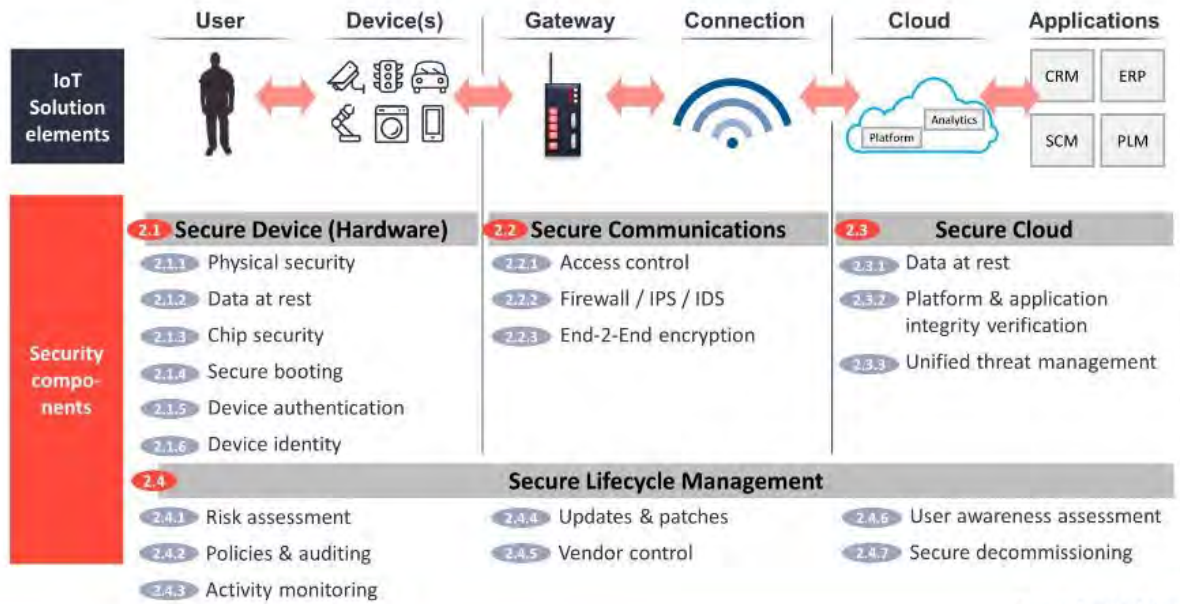 User
Device(s)
Gateway
Connection
Cloud
Applications
IoT
Solution
elements
Platform
Analytics
CRM
ERP
SCM
PLM
Security
compo-
nents
2.1 Secure Device (Hardware)
2.1.1 Physical security
2.1.2 Data at rest
2.1.3 Chip security
2.1.4 Secure booting
2.1.5 Device authentication
2.1.6 Device identity
2.2 Secure Communications
2.2.1 Access control
2.2.2 Firewall / IPS / IDS
2.2.3 End-2-End encryption
2.3 Secure Cloud
2.3.1 Data at rest
2.3.2 Platform & application
integrity verification
2.3.3 Unified threat management
2.4 Secure Lifecycle Management
2.4.1 Risk assessment
2.4.2 Policies & auditing
2.4.3 Activity monitoring
2.4.4 Updates & patches
2.4.5 Vendor control
2.4.6 User awareness assessment
2.4.7 Secure decommissioning